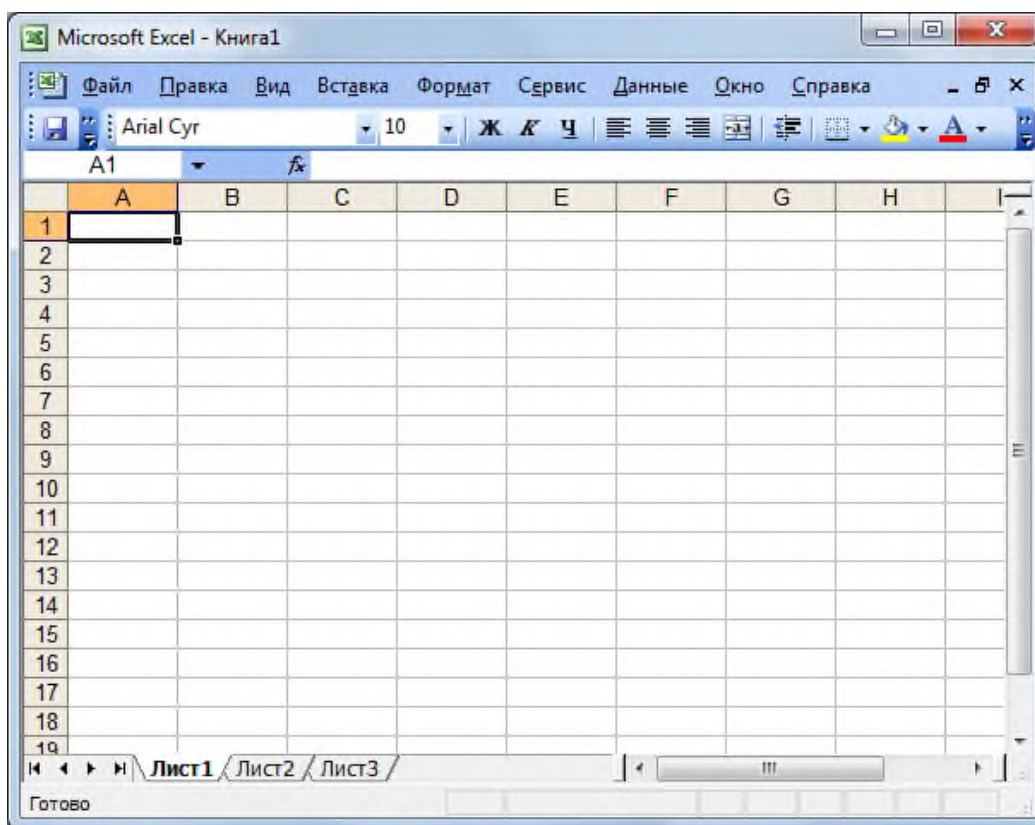 Microsoft Excel - Книга1
Файл Правка Вид Вставка Формат Сервис Данные Окно Справка
Arial Cyr 10 Ж К Ч A
A1 fx
A B C D E F G H I
1
2
3
4
5
6
7
8
9
10
11
12
13
14
15
16
17
18
19
Лист1 Лист2 Лист3
Готово